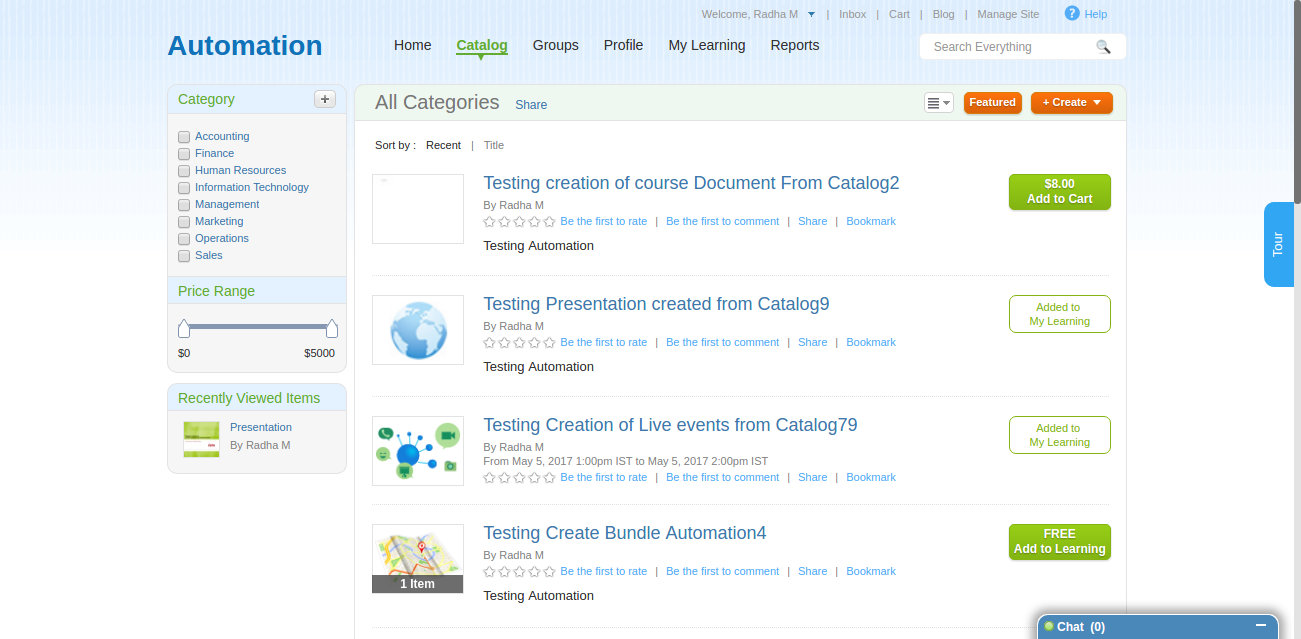 Welcome, Radha M | Inbox | Cart | Blog | Manage Site ? Help
Automation
Home Catalog Groups Profile My Learning Reports
Search Everything
Category +
Accounting
Finance
Human Resources
Information Technology
Management
Marketing
Operations
Sales
Price Range
$0 $5000
Recently Viewed Items
Presentation
By Radha M
All Categories Share
Featured
+ Create
Sort by : Recent | Title
Testing creation of course Document From Catalog2
By Radha M
Be the first to rate | Be the first to comment | Share | Bookmark
Testing Automation
$8.00
Add to Cart
Testing Presentation created from Catalog9
By Radha M
Be the first to rate | Be the first to comment | Share | Bookmark
Testing Automation
Added to
My Learning
Testing Creation of Live events from Catalog79
By Radha M
From May 5, 2017 1:00pm IST to May 5, 2017 2:00pm IST
Be the first to rate | Be the first to comment | Share | Bookmark
Added to
My Learning
1 Item
Testing Create Bundle Automation4
By Radha M
Be the first to rate | Be the first to comment | Share | Bookmark
Testing Automation
FREE
Add to Learning
Tour
Chat (0)